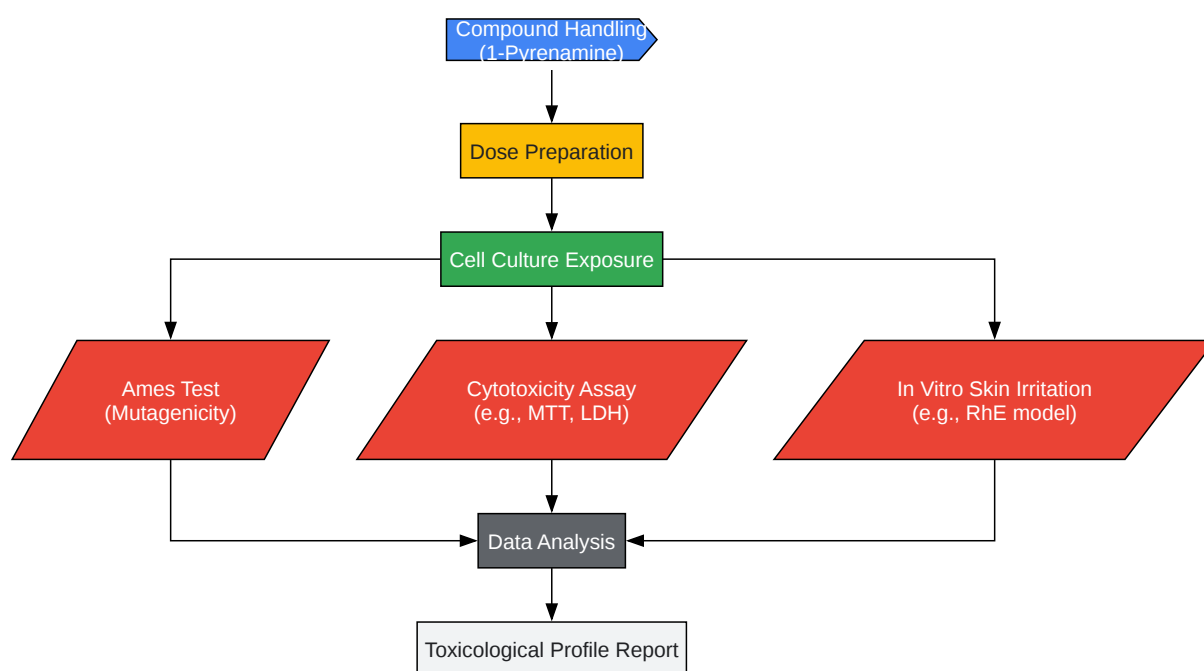 Compound Handling
(1-Pyrenamine)
Dose Preparation
Cell Culture Exposure
Ames Test
(Mutagenicity)
Cytotoxicity Assay
(e.g., MTT, LDH)
In Vitro Skin Irritation
(e.g., RhE model)
Data Analysis
Toxicological Profile Report